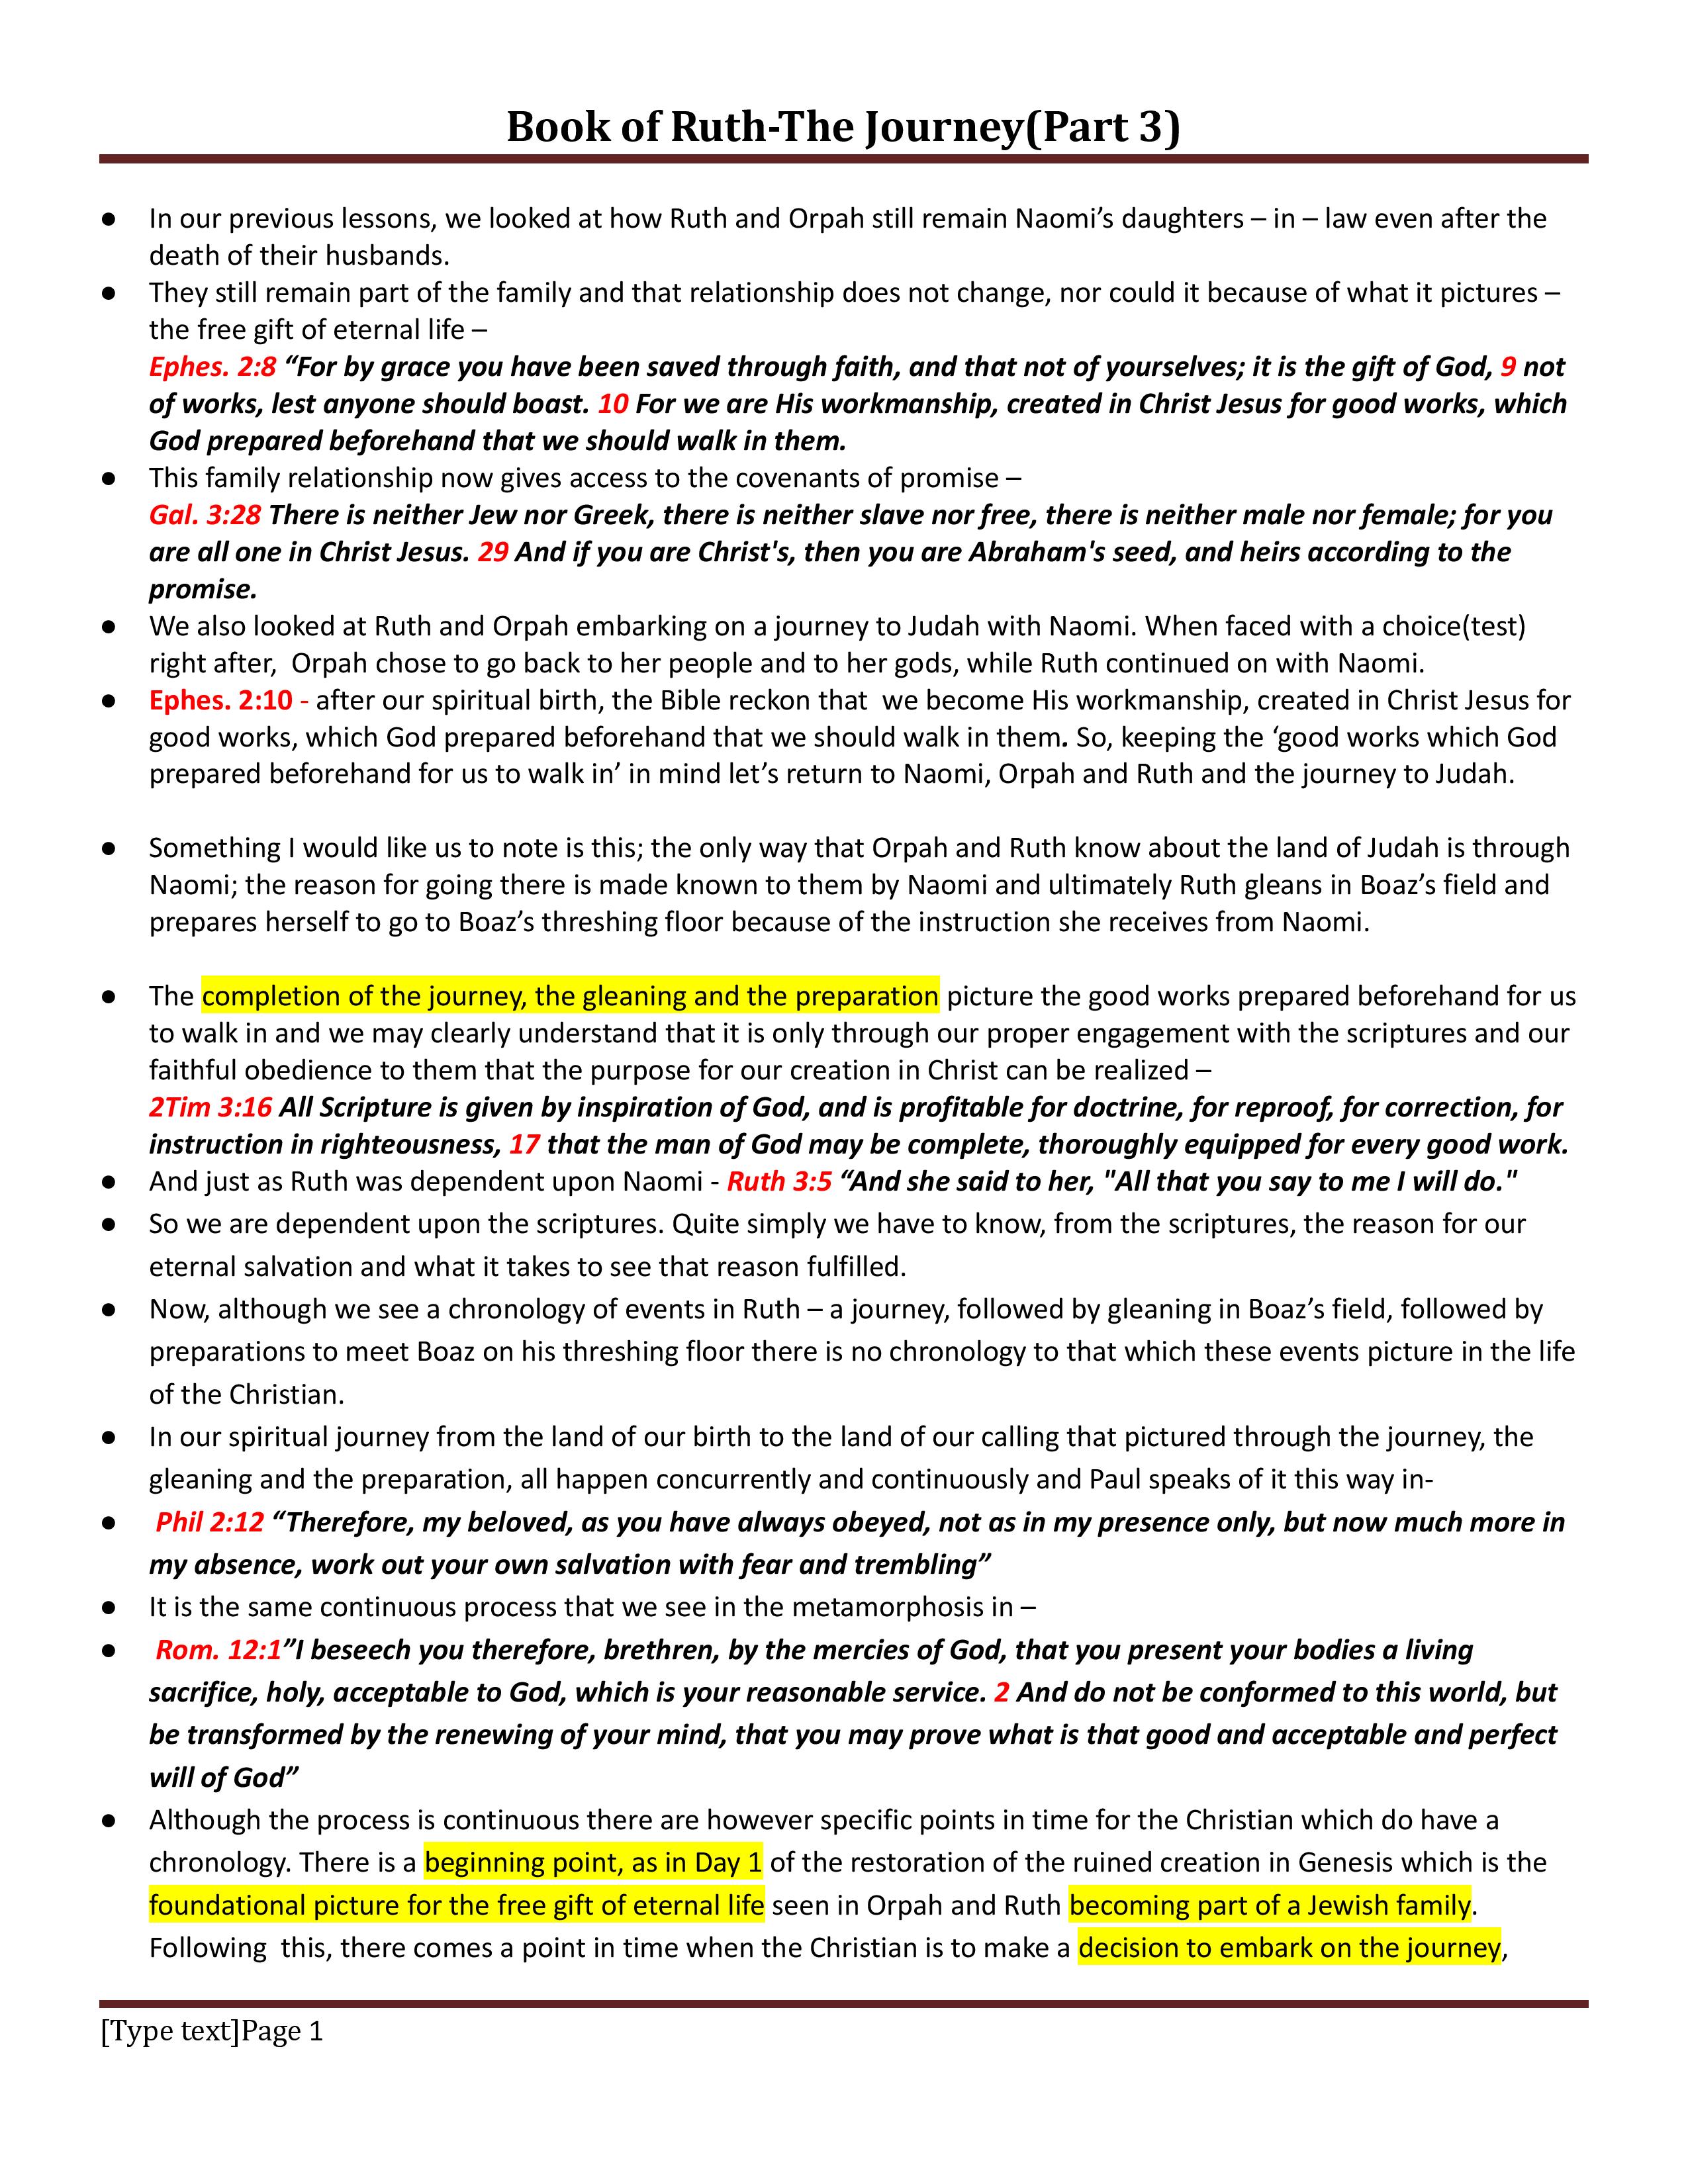 Book of Ruth-The Journey(Part 3)
● In our previous lessons, we looked at how Ruth and Orpah still remain Naomi’s daughters – in – law even after the
death of their husbands.
● They still remain part of the family and that relationship does not change, nor could it because of what it pictures –
the free gift of eternal life –
Ephes. 2:8 “For by grace you have been saved through faith, and that not of yourselves; it is the gift of God, 9 not
of works, lest anyone should boast. 10 For we are His workmanship, created in Christ Jesus for good works, which
God prepared beforehand that we should walk in them.
● This family relationship now gives access to the covenants of promise –
Gal. 3:28 There is neither Jew nor Greek, there is neither slave nor free, there is neither male nor female; for you
are all one in Christ Jesus. 29 And if you are Christ's, then you are Abraham's seed, and heirs according to the
promise.
● We also looked at Ruth and Orpah embarking on a journey to Judah with Naomi. When faced with a choice(test)
right after,  Orpah chose to go back to her people and to her gods, while Ruth continued on with Naomi.
● Ephes. 2:10 - after our spiritual birth, the Bible reckon that  we become His workmanship, created in Christ Jesus for
good works, which God prepared beforehand that we should walk in them. So, keeping the ‘good works which God
prepared beforehand for us to walk in’ in mind let’s return to Naomi, Orpah and Ruth and the journey to Judah.
● Something I would like us to note is this; the only way that Orpah and Ruth know about the land of Judah is through
Naomi; the reason for going there is made known to them by Naomi and ultimately Ruth gleans in Boaz’s field and
prepares herself to go to Boaz’s threshing floor because of the instruction she receives from Naomi.
● The completion of the journey, the gleaning and the preparation picture the good works prepared beforehand for us
to walk in and we may clearly understand that it is only through our proper engagement with the scriptures and our
faithful obedience to them that the purpose for our creation in Christ can be realized –
2Tim 3:16 All Scripture is given by inspiration of God, and is profitable for doctrine, for reproof, for correction, for
instruction in righteousness, 17 that the man of God may be complete, thoroughly equipped for every good work.
● And just as Ruth was dependent upon Naomi - Ruth 3:5 “And she said to her, "All that you say to me I will do."
● So we are dependent upon the scriptures. Quite simply we have to know, from the scriptures, the reason for our
eternal salvation and what it takes to see that reason fulfilled.
● Now, although we see a chronology of events in Ruth – a journey, followed by gleaning in Boaz’s field, followed by
preparations to meet Boaz on his threshing floor there is no chronology to that which these events picture in the life
of the Christian.
● In our spiritual journey from the land of our birth to the land of our calling that pictured through the journey, the
gleaning and the preparation, all happen concurrently and continuously and Paul speaks of it this way in-
● Phil 2:12 “Therefore, my beloved, as you have always obeyed, not as in my presence only, but now much more in
my absence, work out your own salvation with fear and trembling”
● It is the same continuous process that we see in the metamorphosis in –
● Rom. 12:1”I beseech you therefore, brethren, by the mercies of God, that you present your bodies a living
sacrifice, holy, acceptable to God, which is your reasonable service. 2 And do not be conformed to this world, but
be transformed by the renewing of your mind, that you may prove what is that good and acceptable and perfect
will of God”
● Although the process is continuous there are however specific points in time for the Christian which do have a
chronology. There is a beginning point, as in Day 1 of the restoration of the ruined creation in Genesis which is the
foundational picture for the free gift of eternal life seen in Orpah and Ruth becoming part of a Jewish family.
Following  this, there comes a point in time when the Christian is to make a decision to embark on the journey,
[Type text]Page 1